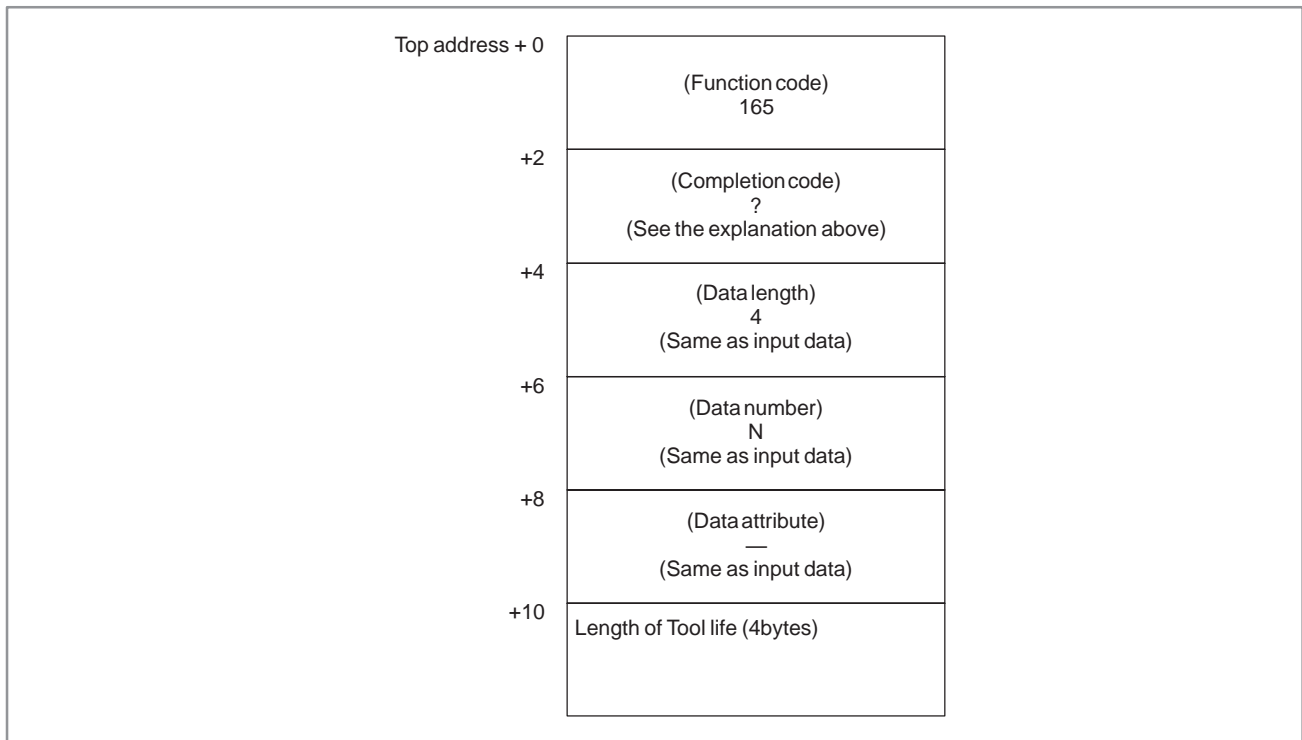 Top address + 0
(Function code)
165
+2
(Completion code)
?
(See the explanation above)
+4
(Data length)
4
(Same as input data)
+6
(Data number)
N
(Same as input data)
+8
(Data attribute)
—
(Same as input data)
+10
Length of Tool life (4bytes)